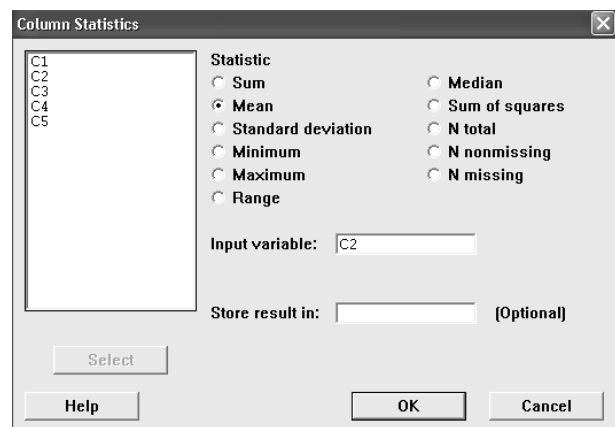 Column Statistics
C1
C2
C3
C4
C5
Statistic
Sum
Mean
Standard deviation
Minimum
Maximum
Range
Median
Sum of squares
N total
N nonmissing
N missing
Input variable: C2
Store result in: (Optional)
Select
Help OK Cancel